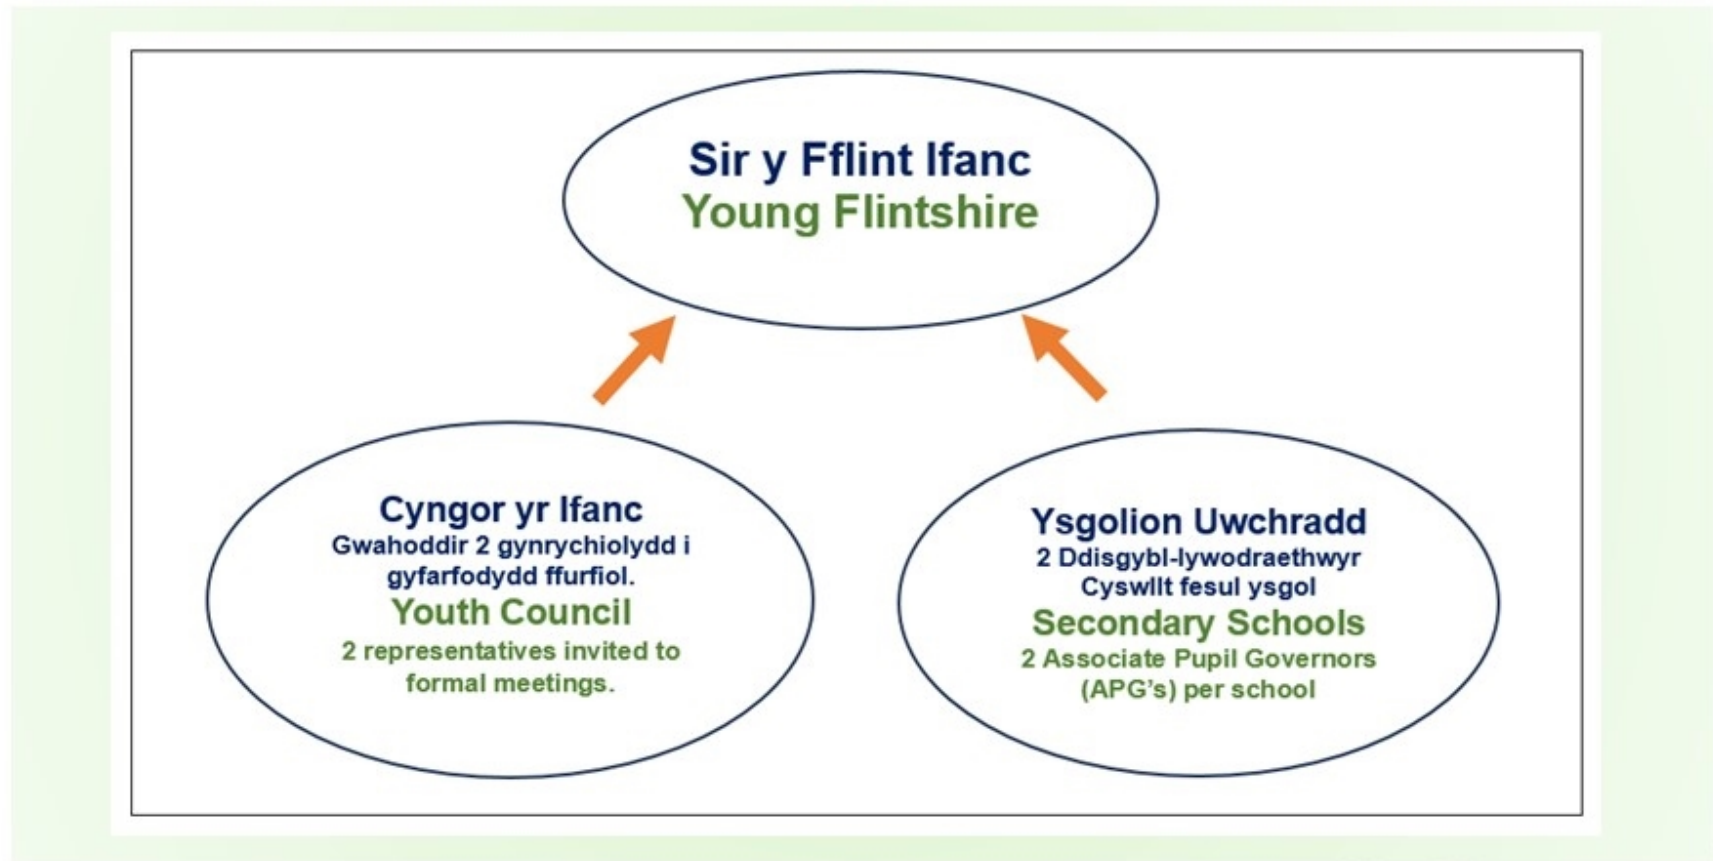 Sir y Fflint Ifanc
Young Flintshire
Cyngor yr Ifanc
Gwahoddir 2 gynrychiolydd i
gyfarfodydd ffurfiol.
Youth Council
2 representatives invited to
formal meetings.
Ysgolion Uwchradd
2 Ddisgybl-lywodraethwyr
Cyswllt fesul ysgol
Secondary Schools
2 Associate Pupil Governors
(APG’s) per school